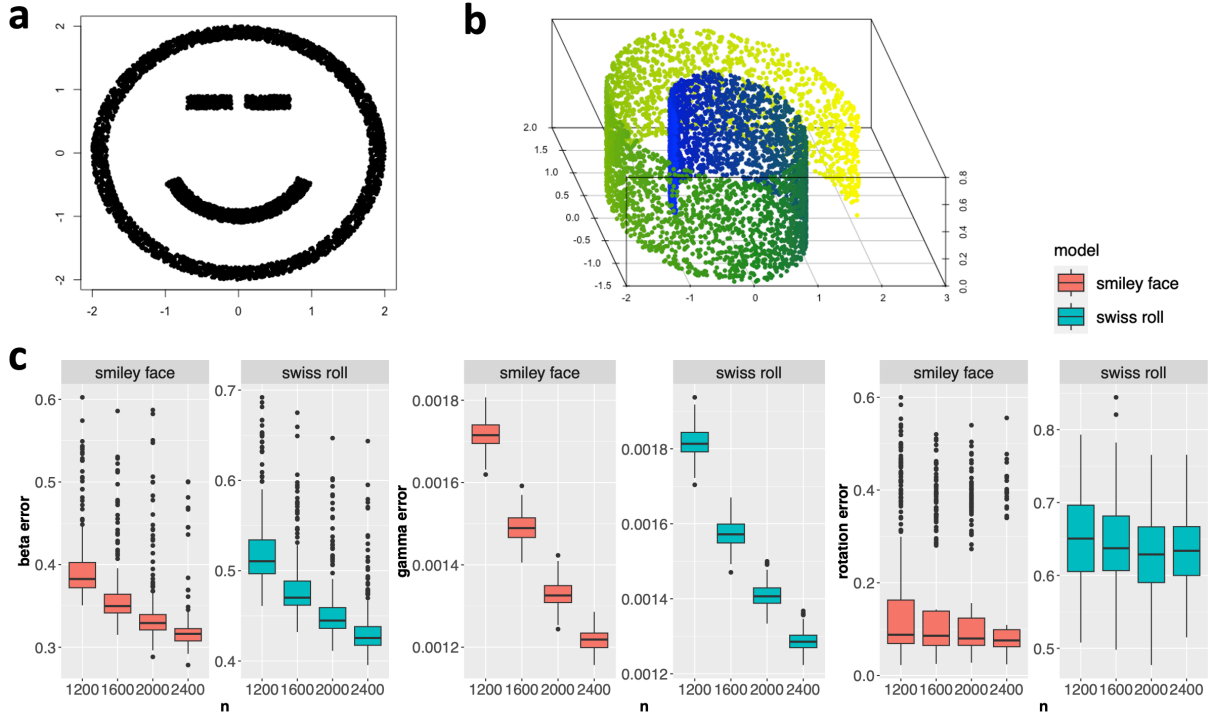 a
b
2
1
0
-1
-2
-2 -1 0 1 2
2.0
1.5
1.0
0.5
0.0
-0.5
-1.0
-1.5
0.8
0.6
0.4
0.2
0.0
-2 -1 0 1 2 3
model
smiley face
swiss roll
c
smiley face
swiss roll
beta error
0.6
0.4
0.3
0.7
0.6
0.5
0.4
1200 1600 2000 2400
1200 1600 2000 2400
n
smiley face
swiss roll
gamma error
0.0018
0.0016
0.0014
0.0012
0.0018
0.0016
0.0014
0.0012
1200 1600 2000 2400
1200 1600 2000 2400
n
smiley face
swiss roll
rotation error
0.6
0.4
0.2
0.0
0.8
0.7
0.6
0.5
1200 1600 2000 2400
1200 1600 2000 2400
n